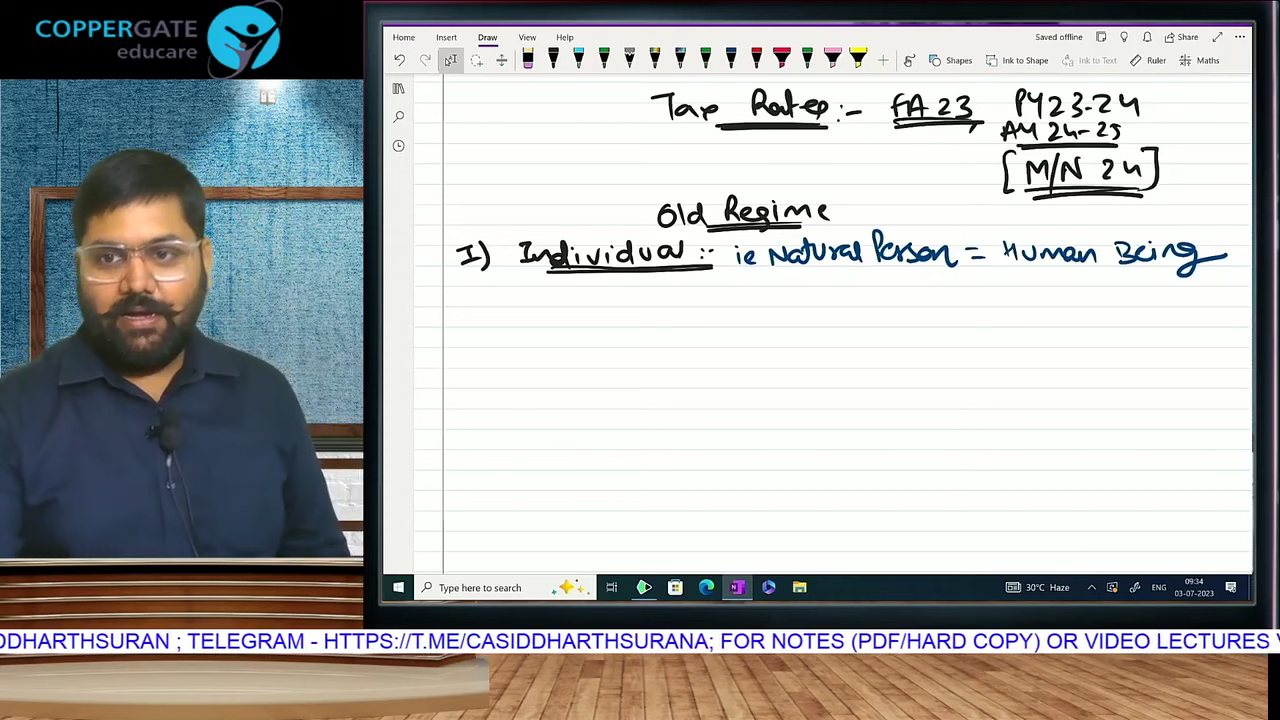 COPPERGATE
educare
Home Insert Draw View Help
Saved offline Share
Shapes Ink to Shape Ink to Text Ruler Maths
Tax Rates :- FA 23, PY 23-24
AY 24-25
[M/N 24]
Old Regime
I) Individual :- ie Natural Person = Human Being
Type here to search
30°C Haze ENG 09:34
03-07-2023
DDHARTHSURAN ; TELEGRAM - HTTPS://T.ME/CASIDDHARTHSURANA; FOR NOTES (PDF/HARD COPY) OR VIDEO LECTURES